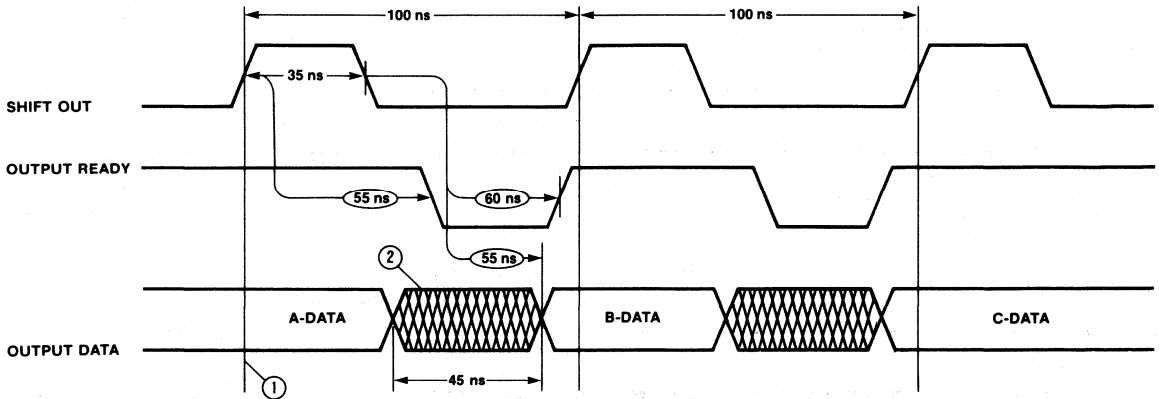 100 ns
100 ns
35 ns
SHIFT OUT
OUTPUT READY
55 ns
60 ns
55 ns
2
A-DATA
B-DATA
C-DATA
OUTPUT DATA
45 ns
1